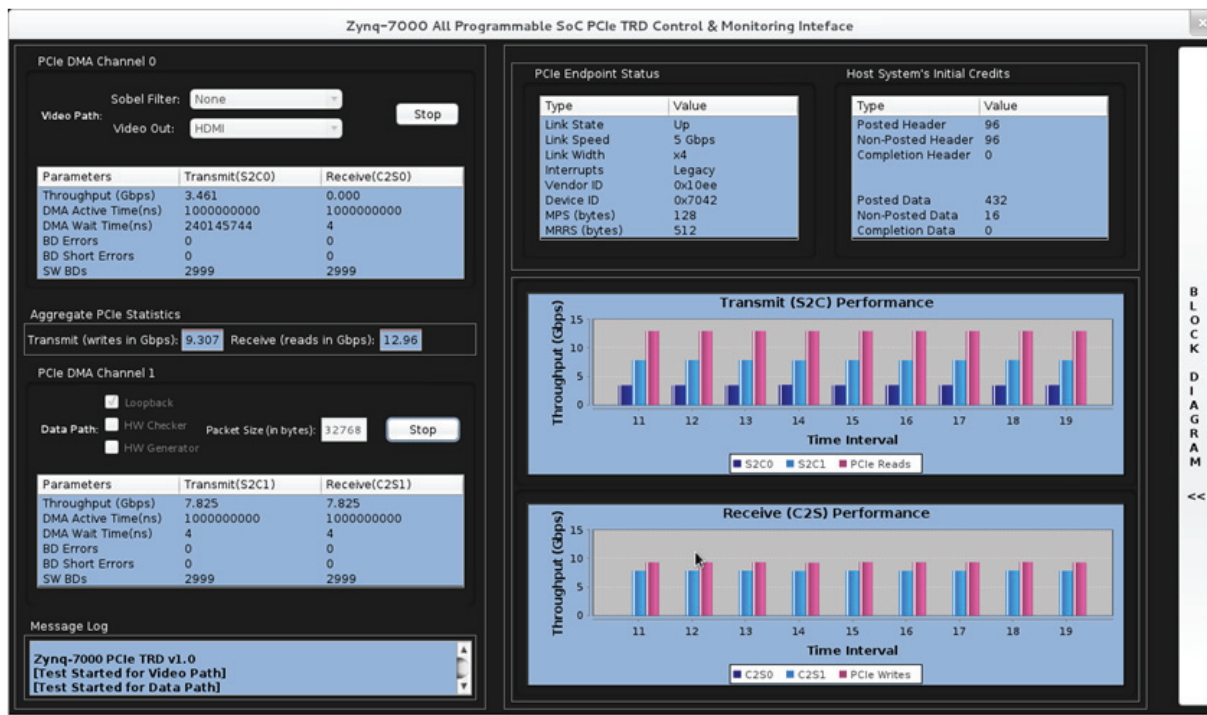 Zynq-7000 All Programmable SoC PCIe TRD Control & Monitoring Inteface
PCIe DMA Channel 0
Video Path:
Sobel Filter: None
Video Out: HDMI
Stop
Parameters Transmit(S2C0) Receive(C2S0)
Throughput (Gbps) 3.461 0.000
DMA Active Time(ns) 1000000000 1000000000
DMA Wait Time(ns) 240145744 4
BD Errors 0 0
BD Short Errors 0 0
SW BDs 2999 2999
Aggregate PCIe Statistics
Transmit (writes in Gbps): 9.307 Receive (reads in Gbps): 12.96
PCIe DMA Channel 1
Loopback
Data Path: HW Checker Packet Size (in bytes): 32768 Stop
HW Generator
Parameters Transmit(S2C1) Receive(C2S1)
Throughput (Gbps) 7.825 7.825
DMA Active Time(ns) 1000000000 1000000000
DMA Wait Time(ns) 4 4
BD Errors 0 0
BD Short Errors 0 0
SW BDs 2999 2999
Message Log
Zynq-7000 PCIe TRD v1.0
[Test Started for Video Path]
[Test Started for Data Path]
PCIe Endpoint Status
Type Value
Link State Up
Link Speed 5 Gbps
Link Width x4
Interrupts Legacy
Vendor ID 0x10ee
Device ID 0x7042
MPS (bytes) 128
MRRS (bytes) 512
Host System's Initial Credits
Type Value
Posted Header 96
Non-Posted Header 96
Completion Header 0
Posted Data 432
Non-Posted Data 16
Completion Data 0
Transmit (S2C) Performance
Throughput (Gbps)
15
10
5
0
11 12 13 14 15 16 17 18 19
Time Interval
S2C0 S2C1 PCIe Reads
Receive (C2S) Performance
Throughput (Gbps)
15
10
5
0
11 12 13 14 15 16 17 18 19
Time Interval
C2S0 C2S1 PCIe Writes
BLOCK DIAGRAM
<<